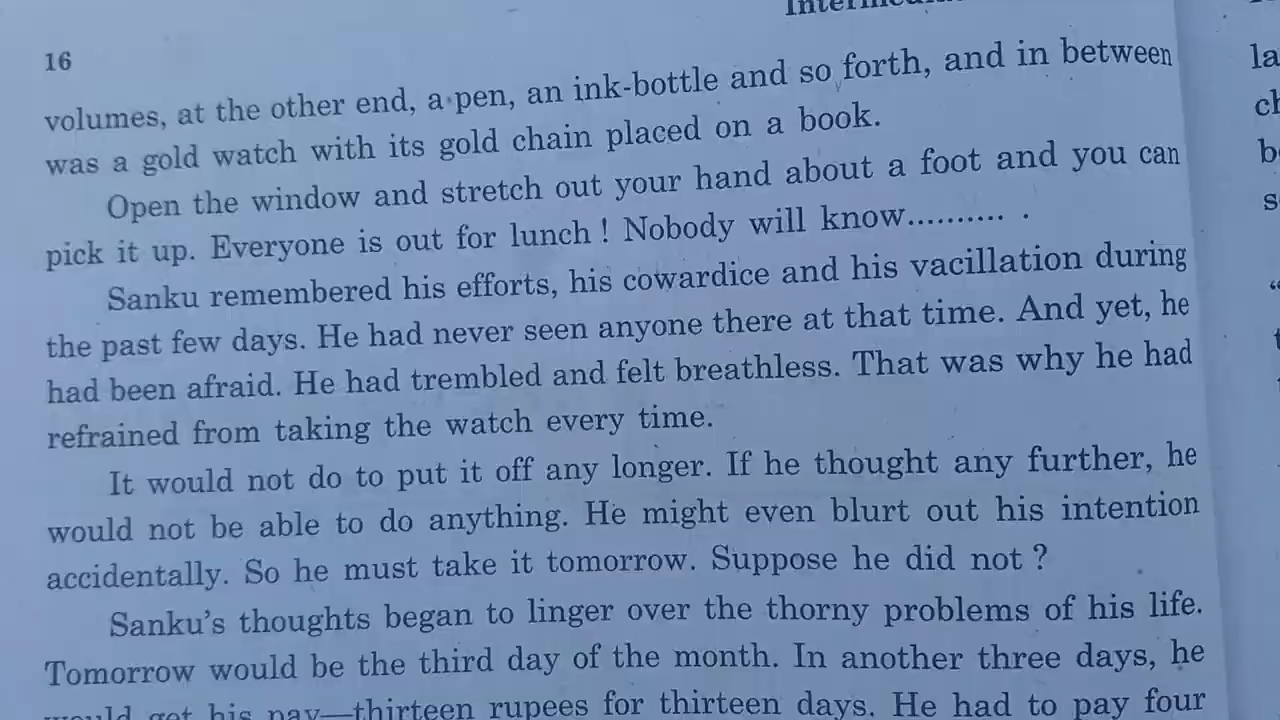 16
volumes, at the other end, a pen, an ink-bottle and so forth, and in between
was a gold watch with its gold chain placed on a book.
Open the window and stretch out your hand about a foot and you can
pick it up. Everyone is out for lunch ! Nobody will know.......... .
Sanku remembered his efforts, his cowardice and his vacillation during
the past few days. He had never seen anyone there at that time. And yet, he
had been afraid. He had trembled and felt breathless. That was why he had
refrained from taking the watch every time.
It would not do to put it off any longer. If he thought any further, he
would not be able to do anything. He might even blurt out his intention
accidentally. So he must take it tomorrow. Suppose he did not ?
Sanku's thoughts began to linger over the thorny problems of his life.
Tomorrow would be the third day of the month. In another three days, he
would get his pay—thirteen rupees for thirteen days. He had to pay four